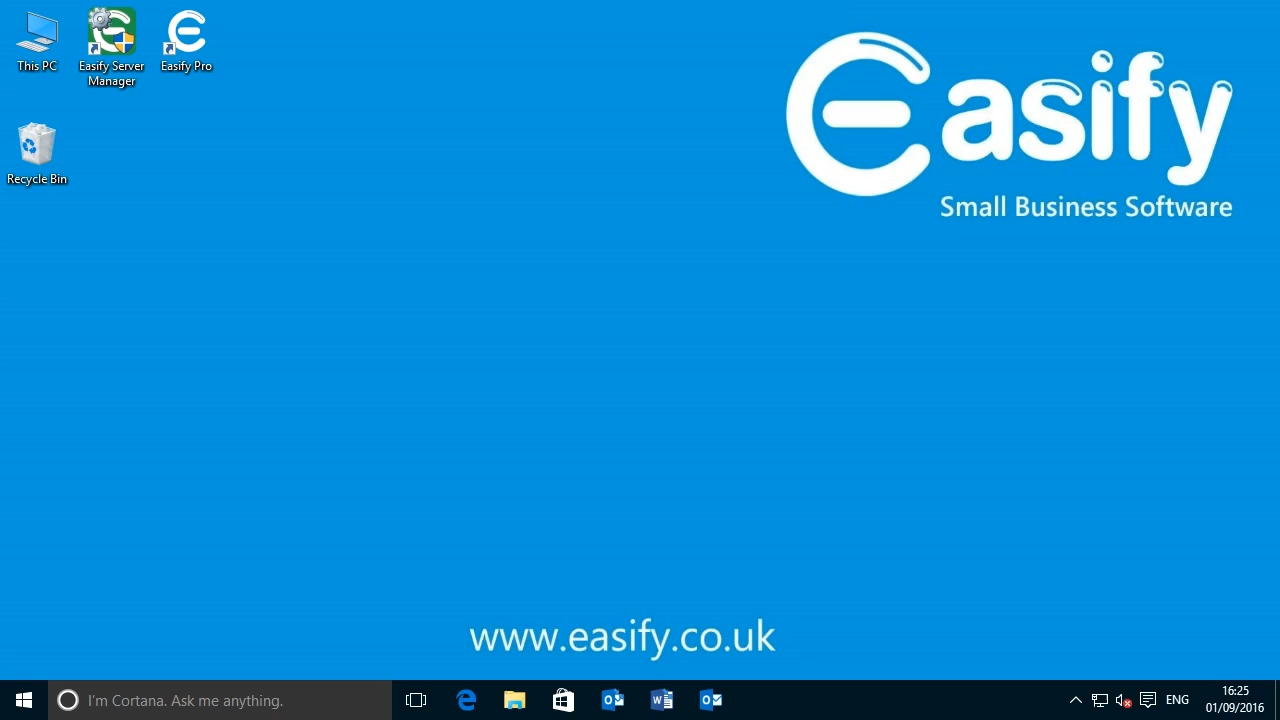 This PC
Easify Server
Manager
Easify Pro
Recycle Bin
Easify
Small Business Software
www.easify.co.uk
I'm Cortana. Ask me anything.
ENG
16:25
01/09/2016